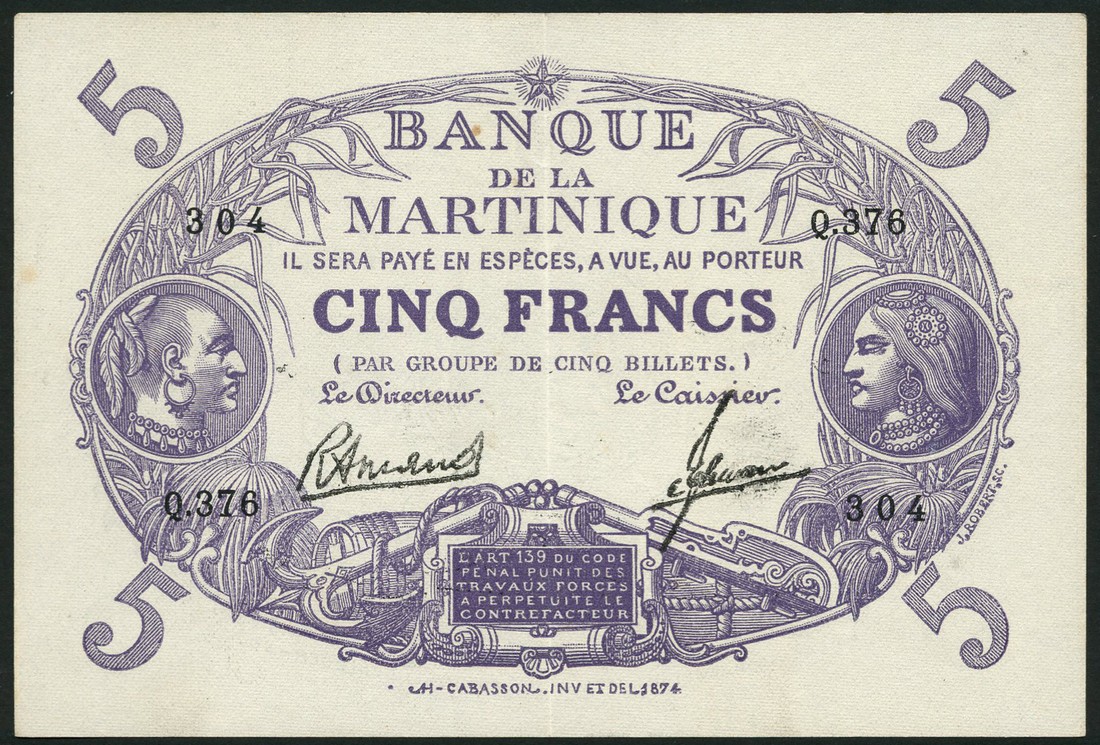 5 5
BANQUE
DE LA
MARTINIQUE
304 Q.376
IL SERA PAYÉ EN ESPÈCES, A VUE, AU PORTEUR
CINQ FRANCS
(PAR GROUPE DE CINQ BILLETS.)
Le Directeur. Le Caissier.
Q.376 304
J. ROBERT, SC.
L'ART 139 DU CODE
PENAL PUNIT DES
TRAVAUX FORCES
A PERPETUITE LE
CONTREFACTEUR
5 5
H-CABASSON. INV ET DEL, 1874